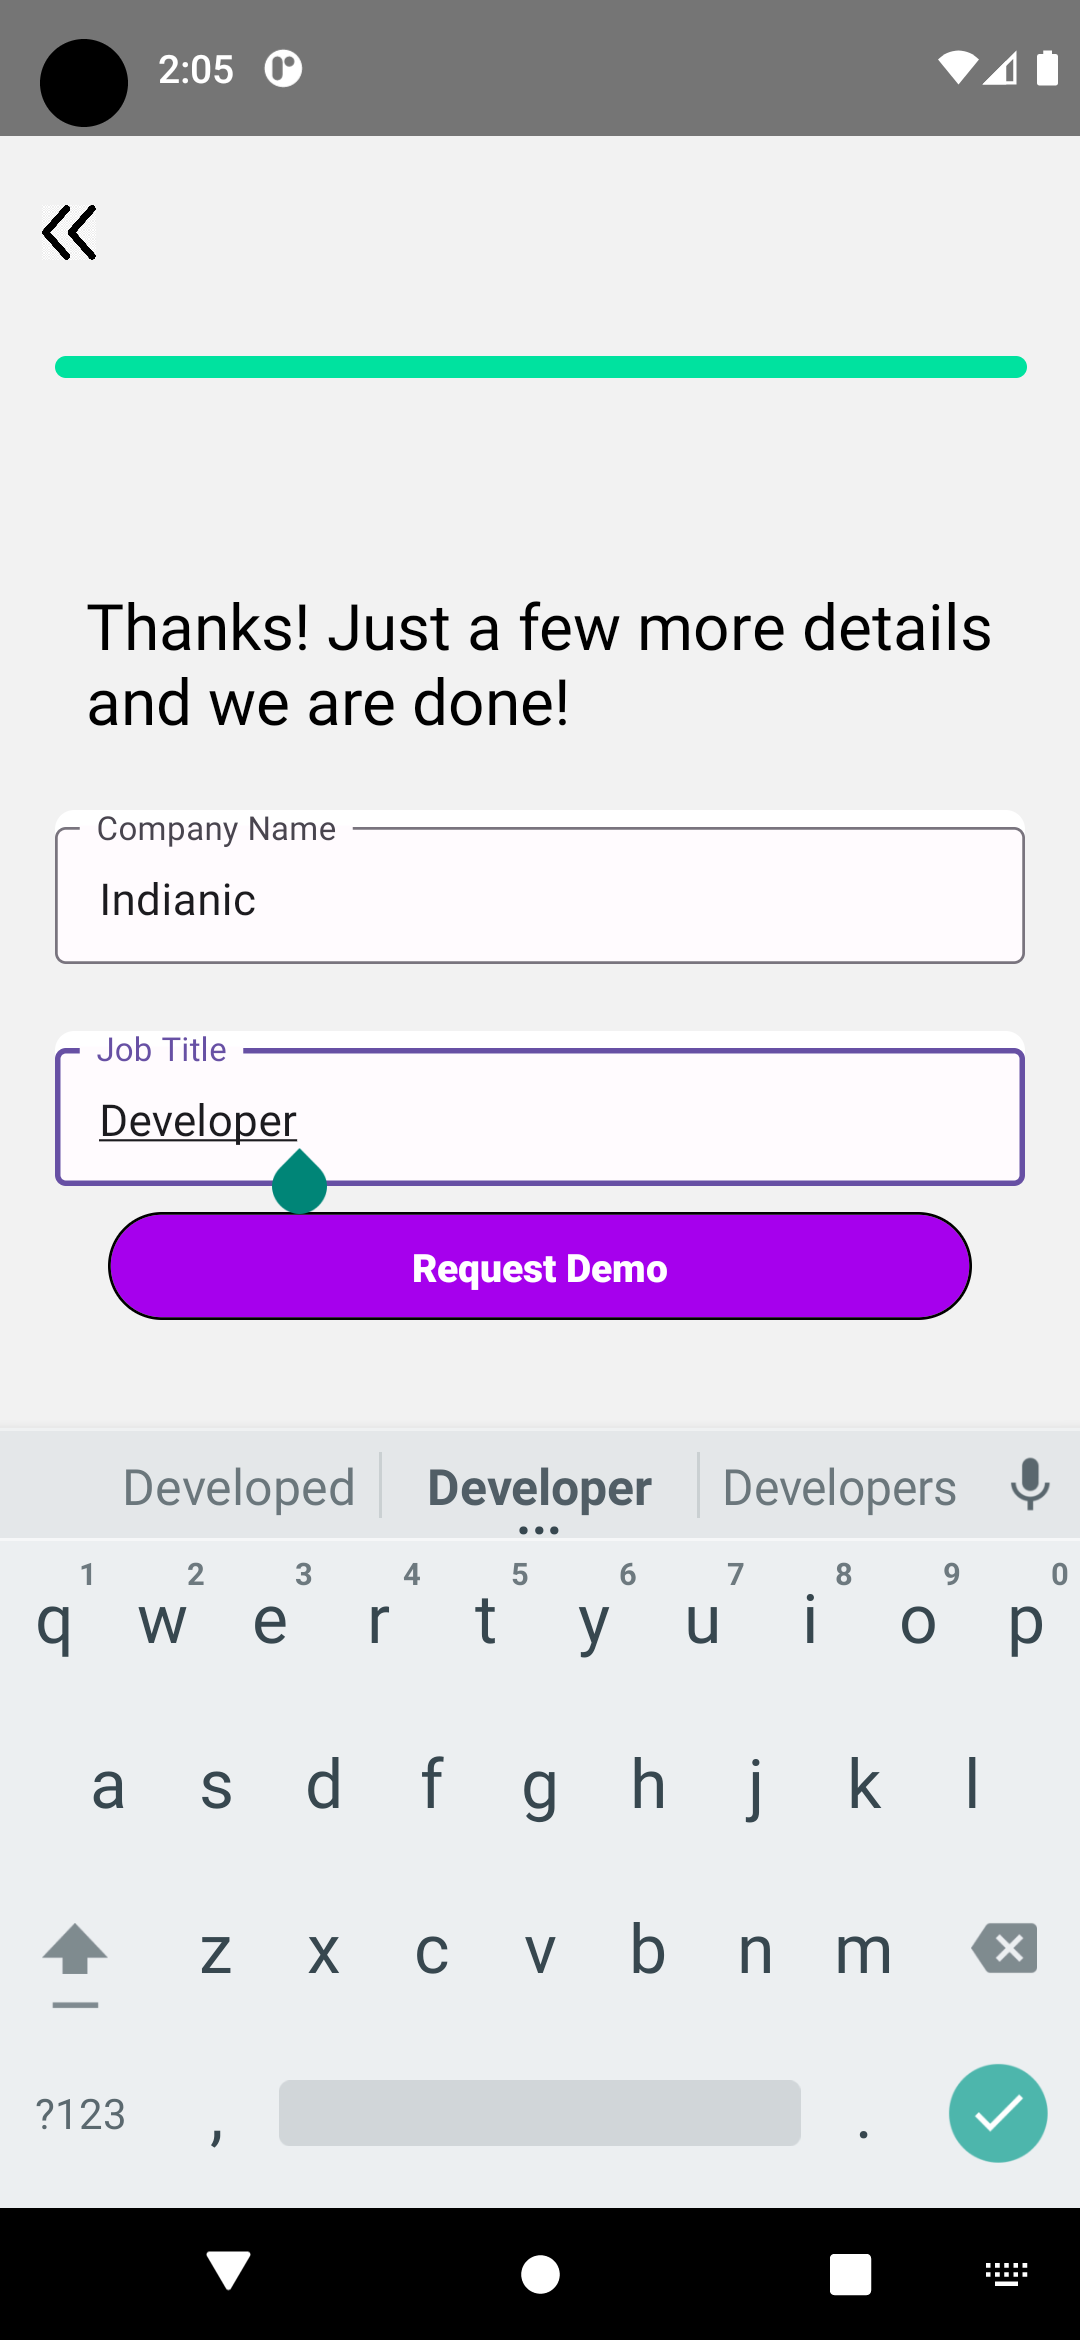 2:05
Thanks! Just a few more details
and we are done!
Company Name
Indianic
Job Title
Developer
Request Demo
Developed Developer Developers
1 2 3 4 5 6 7 8 9 0
q w e r t y u i o p
a s d f g h j k l
z x c v b n m
?123 , .